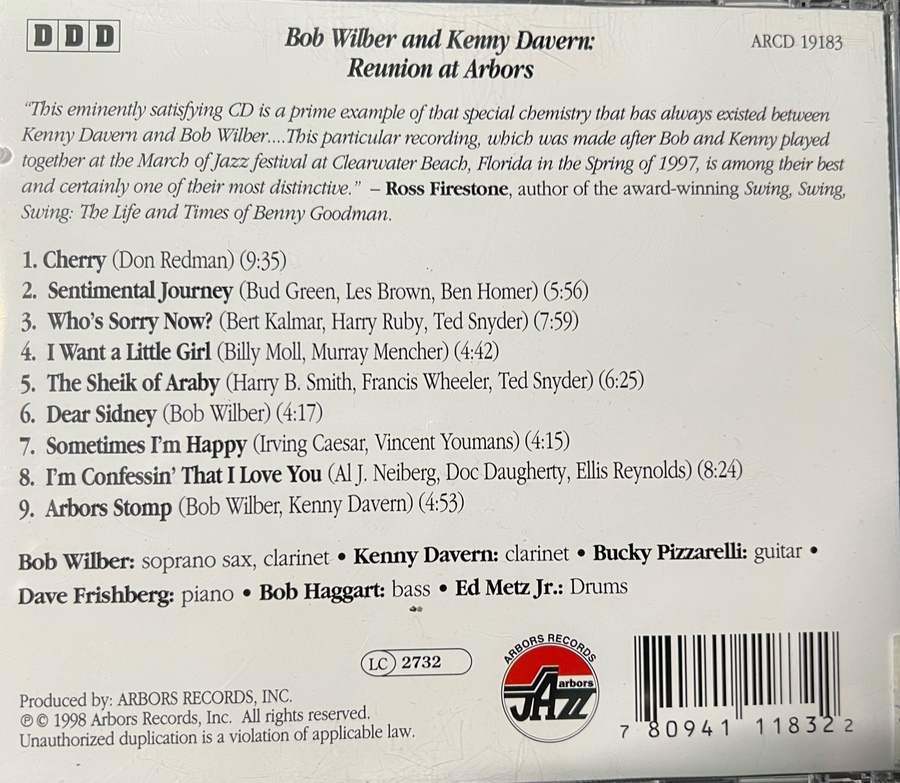 DDD
Bob Wilber and Kenny Davern:
Reunion at Arbors
ARCD 19183
"This eminently satisfying CD is a prime example of that special chemistry that has always existed between
Kenny Davern and Bob Wilber....This particular recording, which was made after Bob and Kenny played
together at the March of Jazz festival at Clearwater Beach, Florida in the Spring of 1997, is among their best
and certainly one of their most distinctive." – Ross Firestone, author of the award-winning Swing, Swing,
Swing: The Life and Times of Benny Goodman.
1. Cherry (Don Redman) (9:35)
2. Sentimental Journey (Bud Green, Les Brown, Ben Homer) (5:56)
3. Who's Sorry Now? (Bert Kalmar, Harry Ruby, Ted Snyder) (7:59)
4. I Want a Little Girl (Billy Moll, Murray Mencher) (4:42)
5. The Sheik of Araby (Harry B. Smith, Francis Wheeler, Ted Snyder) (6:25)
6. Dear Sidney (Bob Wilber) (4:17)
7. Sometimes I'm Happy (Irving Caesar, Vincent Youmans) (4:15)
8. I'm Confessin' That I Love You (Al J. Neiberg, Doc Daugherty, Ellis Reynolds) (8:24)
9. Arbors Stomp (Bob Wilber, Kenny Davern) (4:53)
Bob Wilber: soprano sax, clarinet • Kenny Davern: clarinet • Bucky Pizzarelli: guitar •
Dave Frishberg: piano • Bob Haggart: bass • Ed Metz Jr.: Drums
LC 2732
ARBORS RECORDS
arbors
JAZZ
Produced by: ARBORS RECORDS, INC.
℗ © 1998 Arbors Records, Inc. All rights reserved.
Unauthorized duplication is a violation of applicable law.
7 80941 11832 2